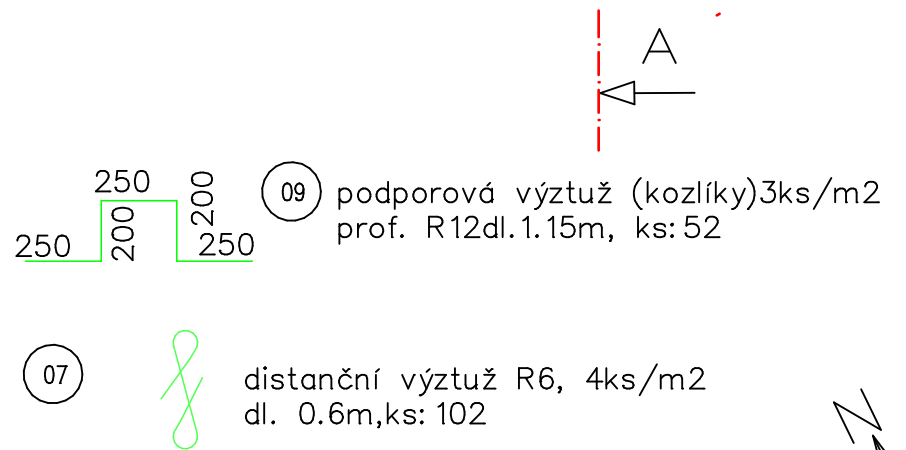 A
250
200
200
250
250
09
podporová výztuž (kozlíky)3ks/m2
prof. R12dl.1.15m, ks:52
07
distanční výztuž R6, 4ks/m2
dl. 0.6m,ks:102
N